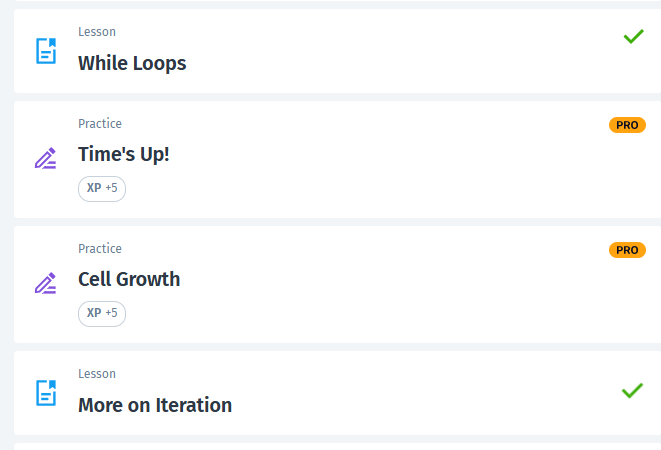 Lesson
While Loops
Practice
PRO
Time's Up!
XP +5
Practice
PRO
Cell Growth
XP +5
Lesson
More on Iteration